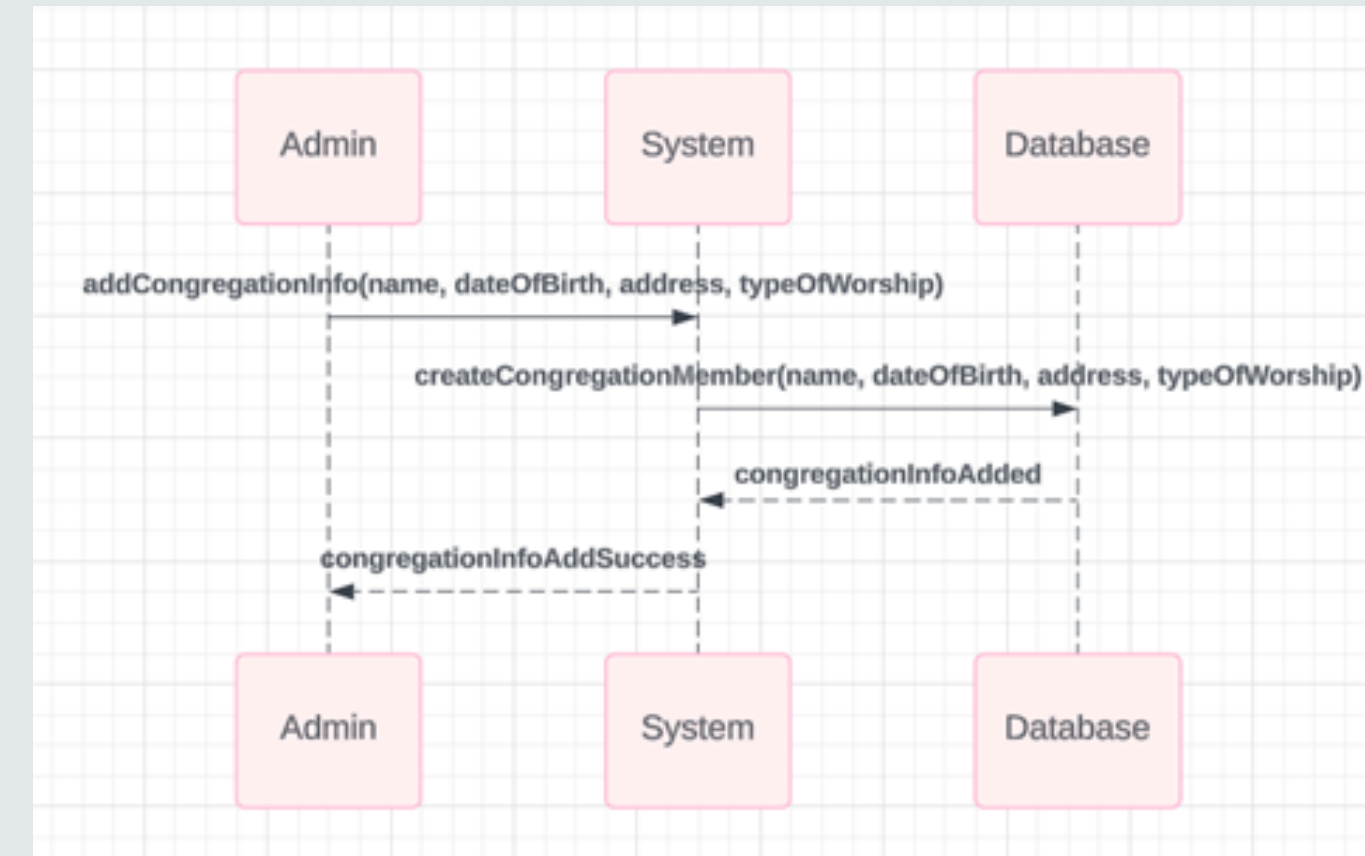 Admin
System
Database
addCongregationInfo(name, dateOfBirth, address, typeOfWorship)
createCongregationMember(name, dateOfBirth, address, typeOfWorship)
congregationInfoAdded
congregationInfoAddSuccess
Admin
System
Database